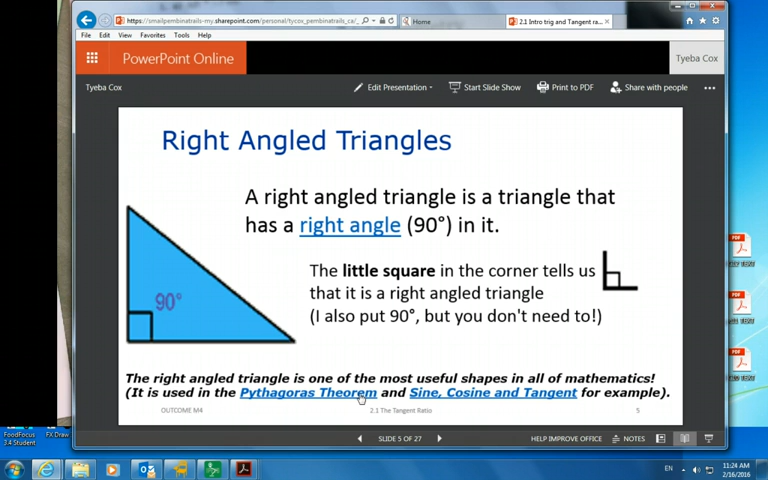 https://smailpembinatrails-my.sharepoint.com/personal/tycox_pembinatrails_ca/_
Home
2.1 Intro trig and Tangent ra...
File Edit View Favorites Tools Help
PowerPoint Online
Tyeba Cox
Tyeba Cox
Edit Presentation
Start Slide Show
Print to PDF
Share with people
Right Angled Triangles
A right angled triangle is a triangle that
has a right angle (90°) in it.
90°
The little square in the corner tells us
that it is a right angled triangle
(I also put 90°, but you don't need to!)
The right angled triangle is one of the most useful shapes in all of mathematics!
(It is used in the Pythagoras Theorem and Sine, Cosine and Tangent for example).
OUTCOME M4
2.1 The Tangent Ratio
5
SLIDE 5 OF 27
HELP IMPROVE OFFICE
NOTES
PDF
PDF
PDF
FoodFocus
3.4 Student
FX Draw
EN
11:24 AM
2/16/2016